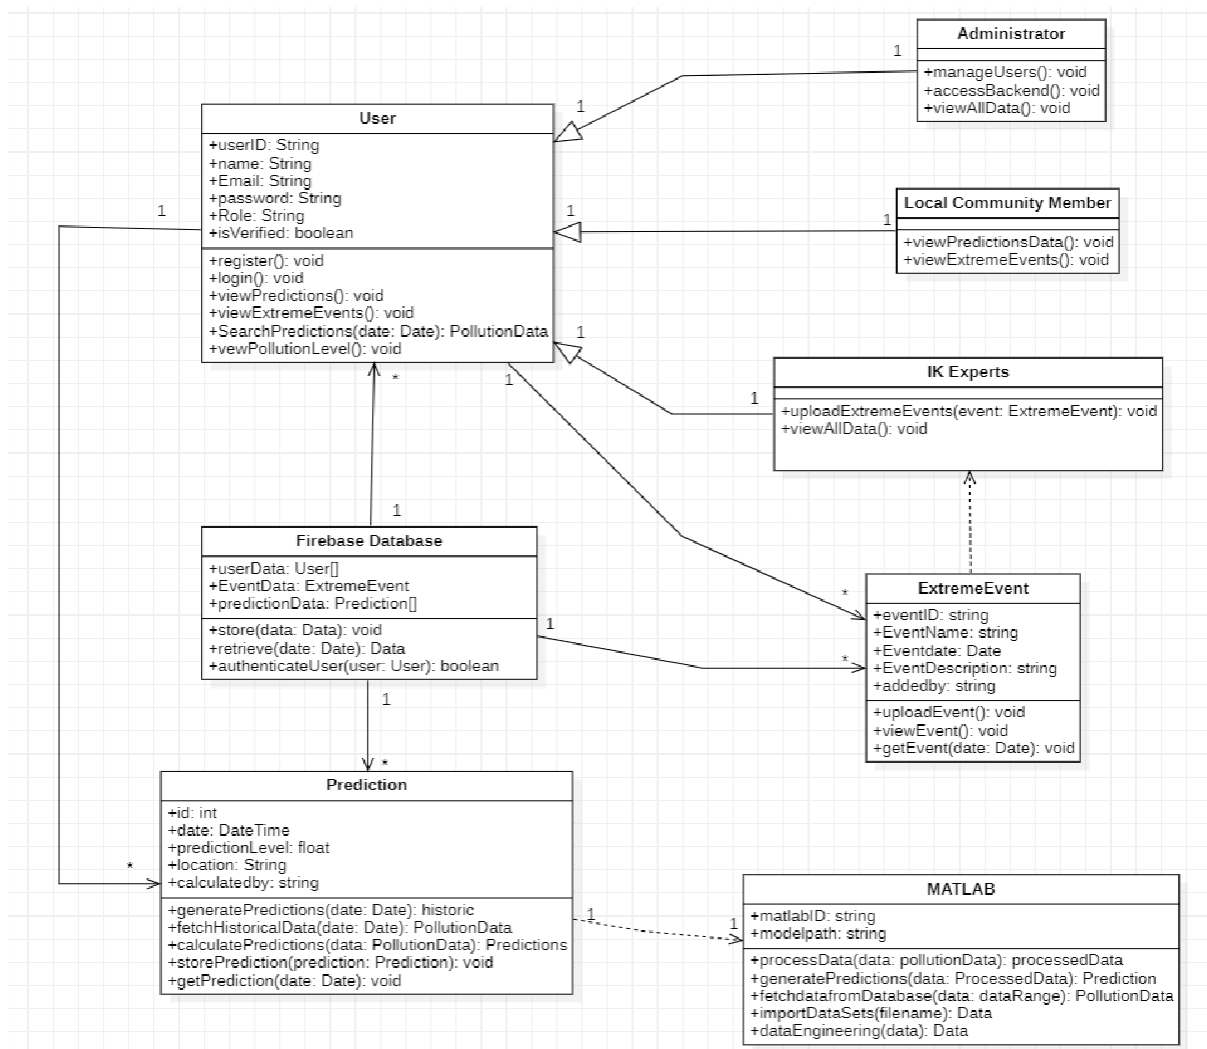 Administrator
+manageUsers(): void
+accessBackend(): void
+viewAllData(): void
1
1
User
+userID: String
+name: String
+Email: String
+password: String
+Role: String
+isVerified: boolean
+register(): void
+login(): void
+viewPredictions(): void
+viewExtremeEvents(): void
+SearchPredictions(date: Date): PollutionData
+vewPollutionLevel(): void
Local Community Member
+viewPredictionsData(): void
+viewExtremeEvents(): void
1
1
1
1
1
IK Experts
+uploadExtremeEvents(event: ExtremeEvent): void
+viewAllData(): void
*
1
1
Firebase Database
+userData: User[]
+EventData: ExtremeEvent
+predictionData: Prediction[]
+store(data: Data): void
+retrieve(date: Date): Data
+authenticateUser(user: User): boolean
1
*
*
ExtremeEvent
+eventID: string
+EventName: string
+Eventdate: Date
+EventDescription: string
+addedby: string
+uploadEvent(): void
+viewEvent(): void
+getEvent(date: Date): void
1
*
*
Prediction
+id: int
+date: DateTime
+predictionLevel: float
+location: String
+calculatedby: string
+generatePredictions(date: Date): historic
+fetchHistoricalData(date: Date): PollutionData
+calculatePredictions(data: PollutionData): Predictions
+storePrediction(prediction: Prediction): void
+getPrediction(date: Date): void
1
1
MATLAB
+matlabID: string
+modelpath: string
+processData(data: pollutionData): processedData
+generatePredictions(data: ProcessedData): Prediction
+fetchdatafromDatabase(data: dataRange): PollutionData
+importDataSets(filename): Data
+dataEngineering(data): Data